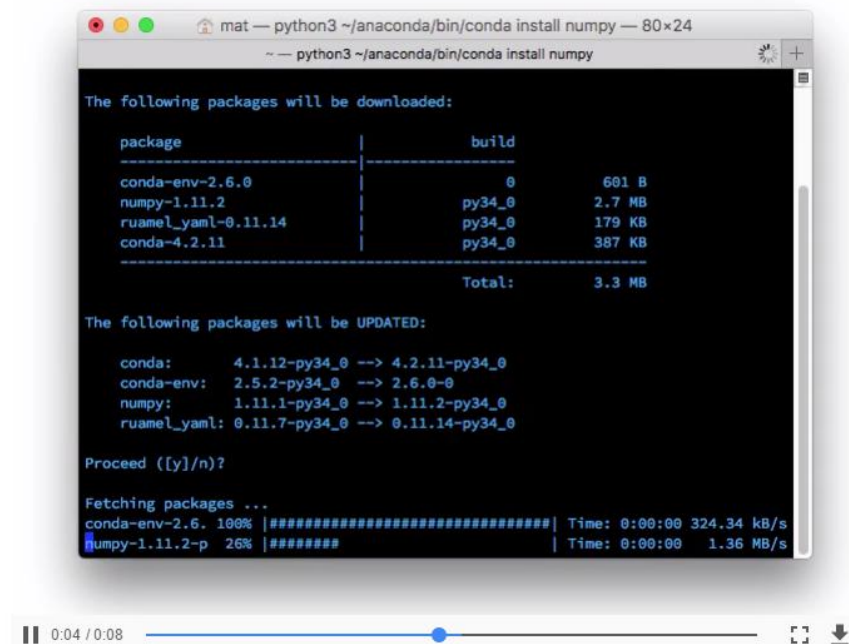 mat — python3 ~/anaconda/bin/conda install numpy — 80×24
~ — python3 ~/anaconda/bin/conda install numpy
The following packages will be downloaded:
package | build
---------------------------|-----------------
conda-env-2.6.0 | 0 601 B
numpy-1.11.2 | py34_0 2.7 MB
ruamel_yaml-0.11.14 | py34_0 179 KB
conda-4.2.11 | py34_0 387 KB
------------------------------------------------------------
Total: 3.3 MB
The following packages will be UPDATED:
conda: 4.1.12-py34_0 --> 4.2.11-py34_0
conda-env: 2.5.2-py34_0 --> 2.6.0-0
numpy: 1.11.1-py34_0 --> 1.11.2-py34_0
ruamel_yaml: 0.11.7-py34_0 --> 0.11.14-py34_0
Proceed ([y]/n)?
Fetching packages ...
conda-env-2.6. 100% |################################| Time: 0:00:00 324.34 kB/s
numpy-1.11.2-p 26% |######## | Time: 0:00:00 1.36 MB/s
0:04 / 0:08